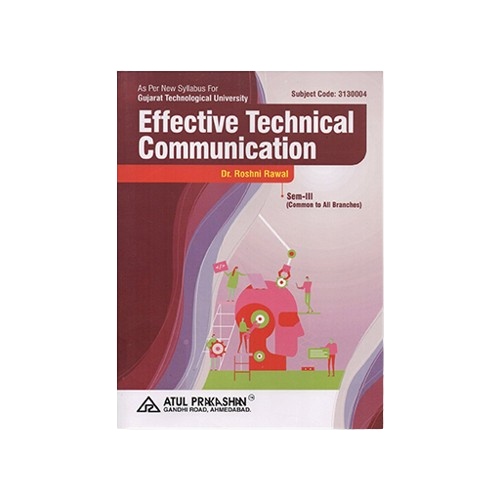 As Per New Syllabus For
Gujarat Technological University
Subject Code: 3130004
Effective Technical
Communication
Dr. Roshni Rawal
Sem-III
(Common to All Branches)
</>
ATUL PRAKASHAN TM
GANDHI ROAD, AHMEDABAD.